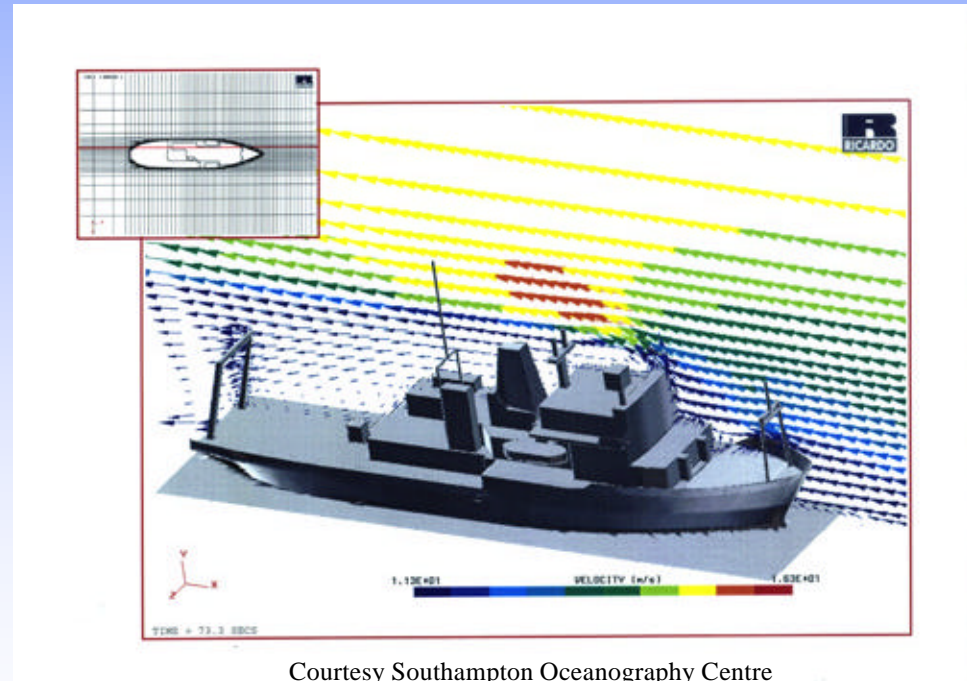 RICARDO
Y
X
Z
1.13E+01
VELOCITY (m/s)
1.63E+01
TIME = 73.3 SECS
Courtesy Southampton Oceanography Centre